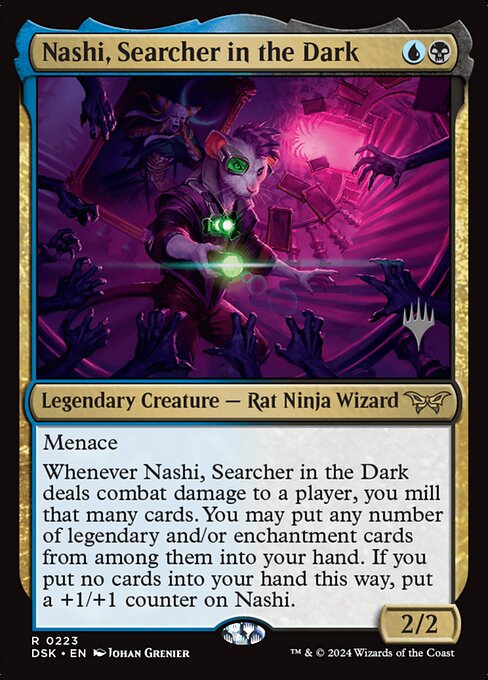 Nashi, Searcher in the Dark
Legendary Creature — Rat Ninja Wizard
Menace
Whenever Nashi, Searcher in the Dark
deals combat damage to a player, you mill
that many cards. You may put any number
of legendary and/or enchantment cards
from among them into your hand. If you
put no cards into your hand this way, put
a +1/+1 counter on Nashi.
2/2
R 0223
DSK • EN Johan Grenier
™ & © 2024 Wizards of the Coast